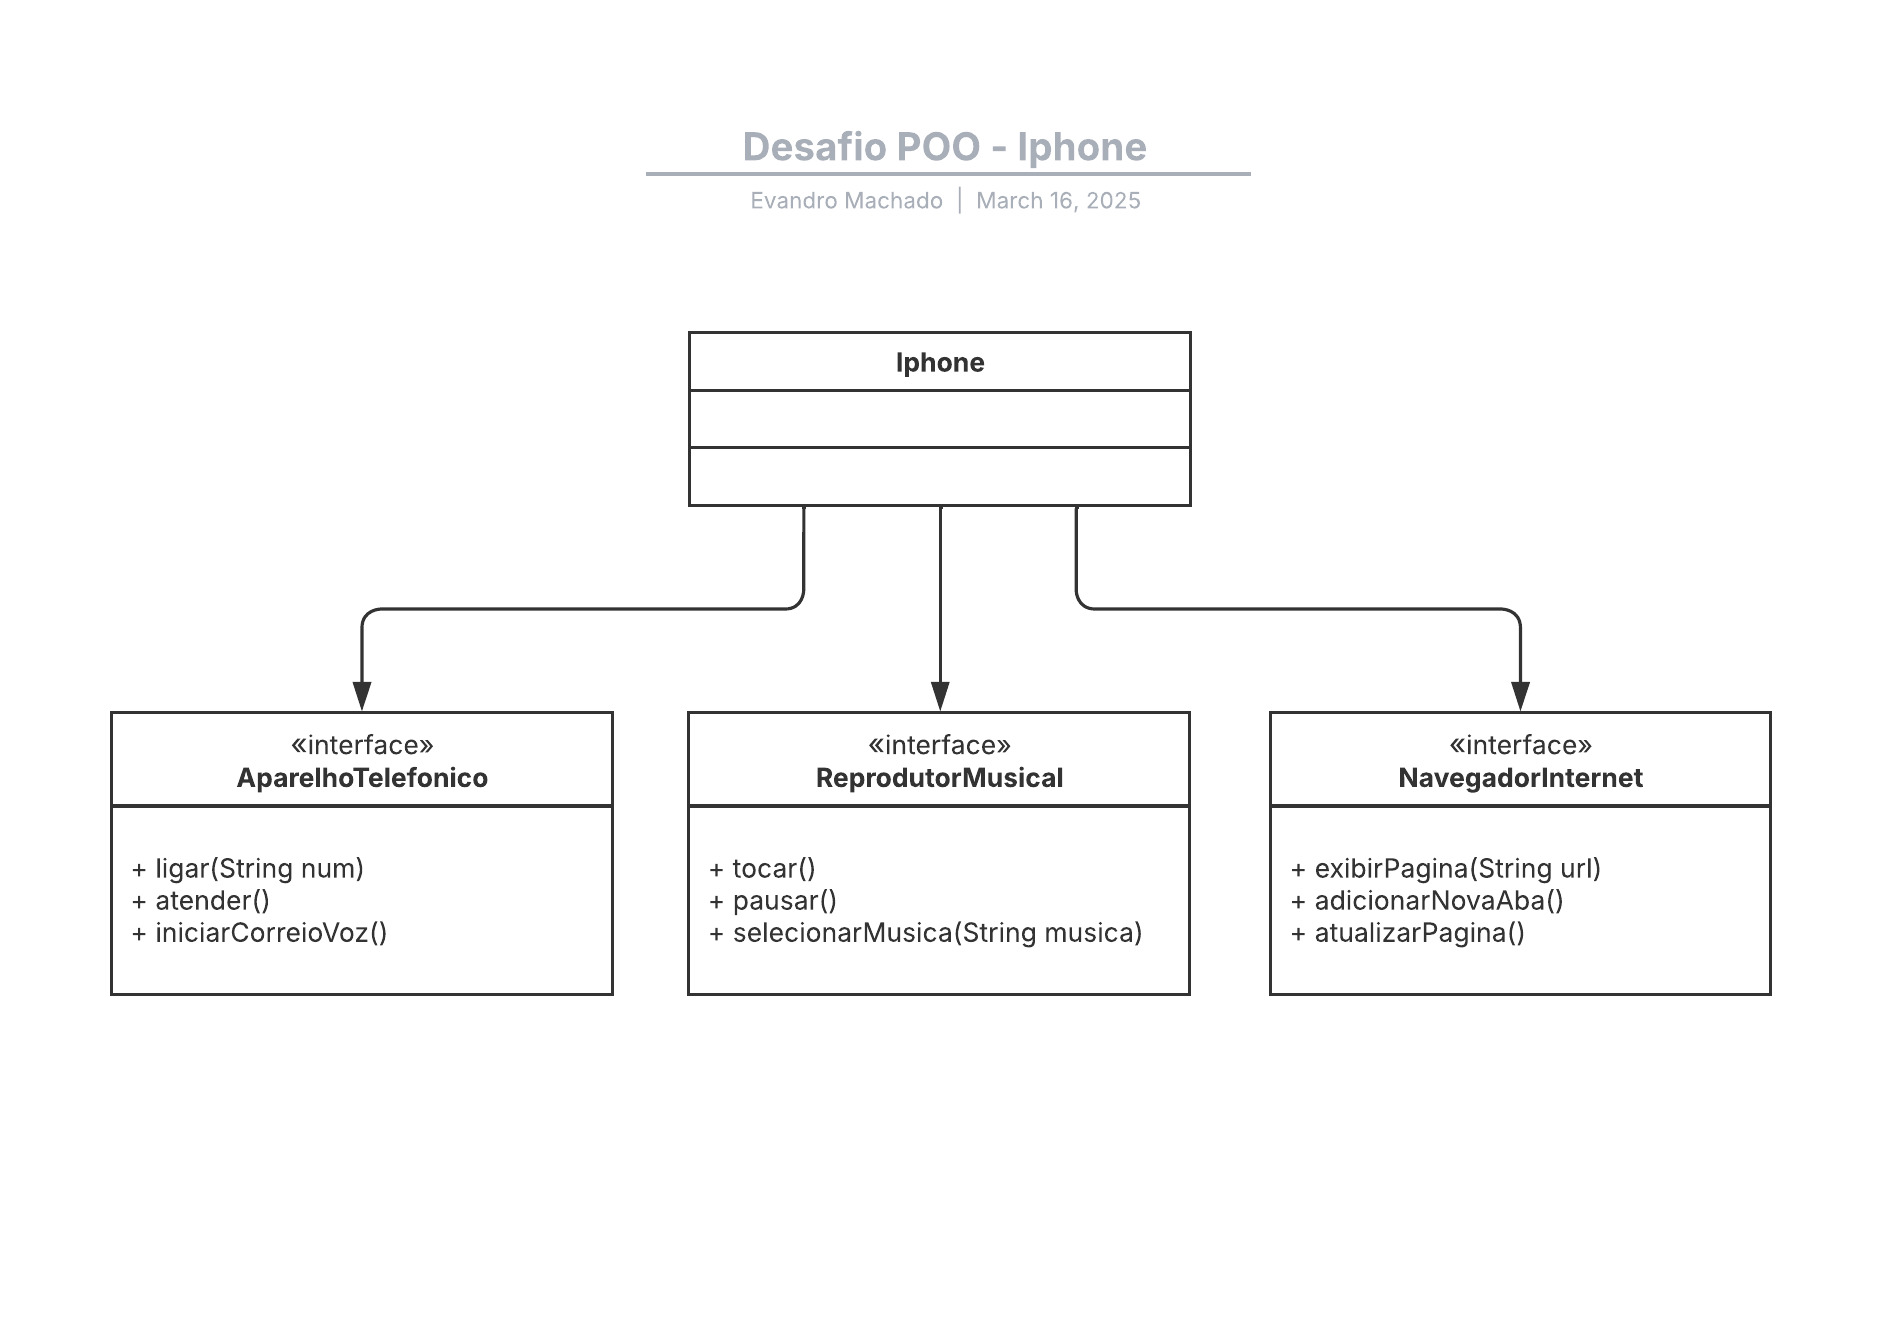 Desafio POO - Iphone
Evandro Machado | March 16, 2025
Iphone
«interface»
AparelhoTelefonico
+ ligar(String num)
+ atender()
+ iniciarCorreioVoz()
«interface»
ReprodutorMusical
+ tocar()
+ pausar()
+ selecionarMusica(String musica)
«interface»
NavegadorInternet
+ exibirPagina(String url)
+ adicionarNovaAba()
+ atualizarPagina()